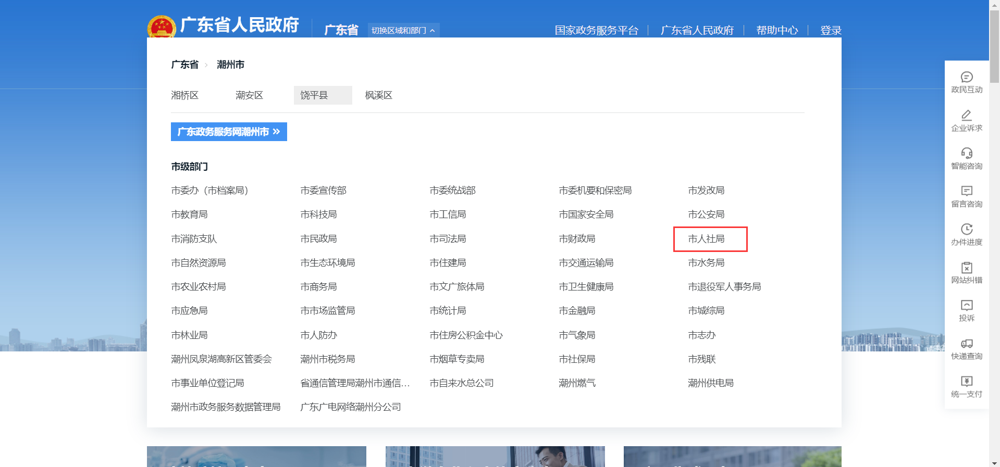 广东省人民政府 广东省 切换区域和部门 国家政务服务平台 广东省人民政府 帮助中心 登录
广东省 潮州市
湘桥区 潮安区 饶平县 枫溪区
广东政务服务网潮州市
市级部门
市委办（市档案局） 市委宣传部 市委统战部 市委机要和保密局 市发改局
市教育局 市科技局 市工信局 市国家安全局 市公安局
市消防支队 市民政局 市司法局 市财政局 市人社局
市自然资源局 市生态环境局 市住建局 市交通运输局 市水务局
市农业农村局 市商务局 市文广旅体局 市卫生健康局 市退役军人事务局
市应急局 市市场监管局 市统计局 市金融局 市城综局
市林业局 市人防办 市住房公积金中心 市气象局 市志办
潮州凤泉湖高新区管委会 潮州市税务局 市烟草专卖局 市社保局 市残联
市事业单位登记局 省通信管理局潮州市通信... 市自来水总公司 潮州燃气 潮州供电局
潮州市政务服务数据管理局 广东广电网络潮州分公司
政民互动
企业诉求
智能咨询
留言咨询
办件进度
网站纠错
投诉
快递查询
统一支付